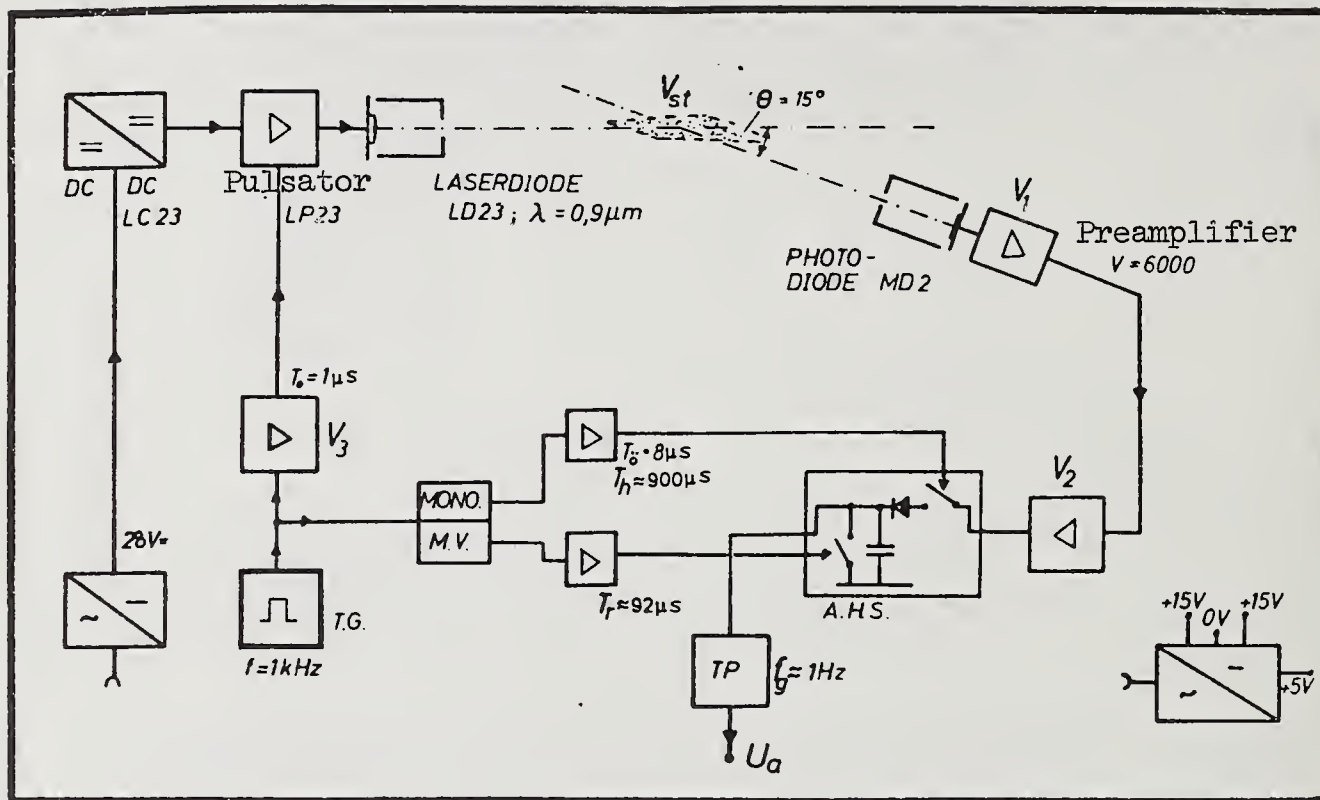 V_st
θ = 15°
DC DC
LC 23
Pulsator
LP23
LASERDIODE
LD23 ; λ = 0,9μm
V_1
Preamplifier
V = 6000
PHOTO-
DIODE MD2
T_o = 1μs
V_3
T_ö • 8μs
T_h ≈ 900μs
V_2
MONO.
M.V.
28V=
T.G.
f = 1kHz
T_r ≈ 92μs
A.H.S.
TP
f_g ≈ 1Hz
U_a
+15V 0V +15V
+5V